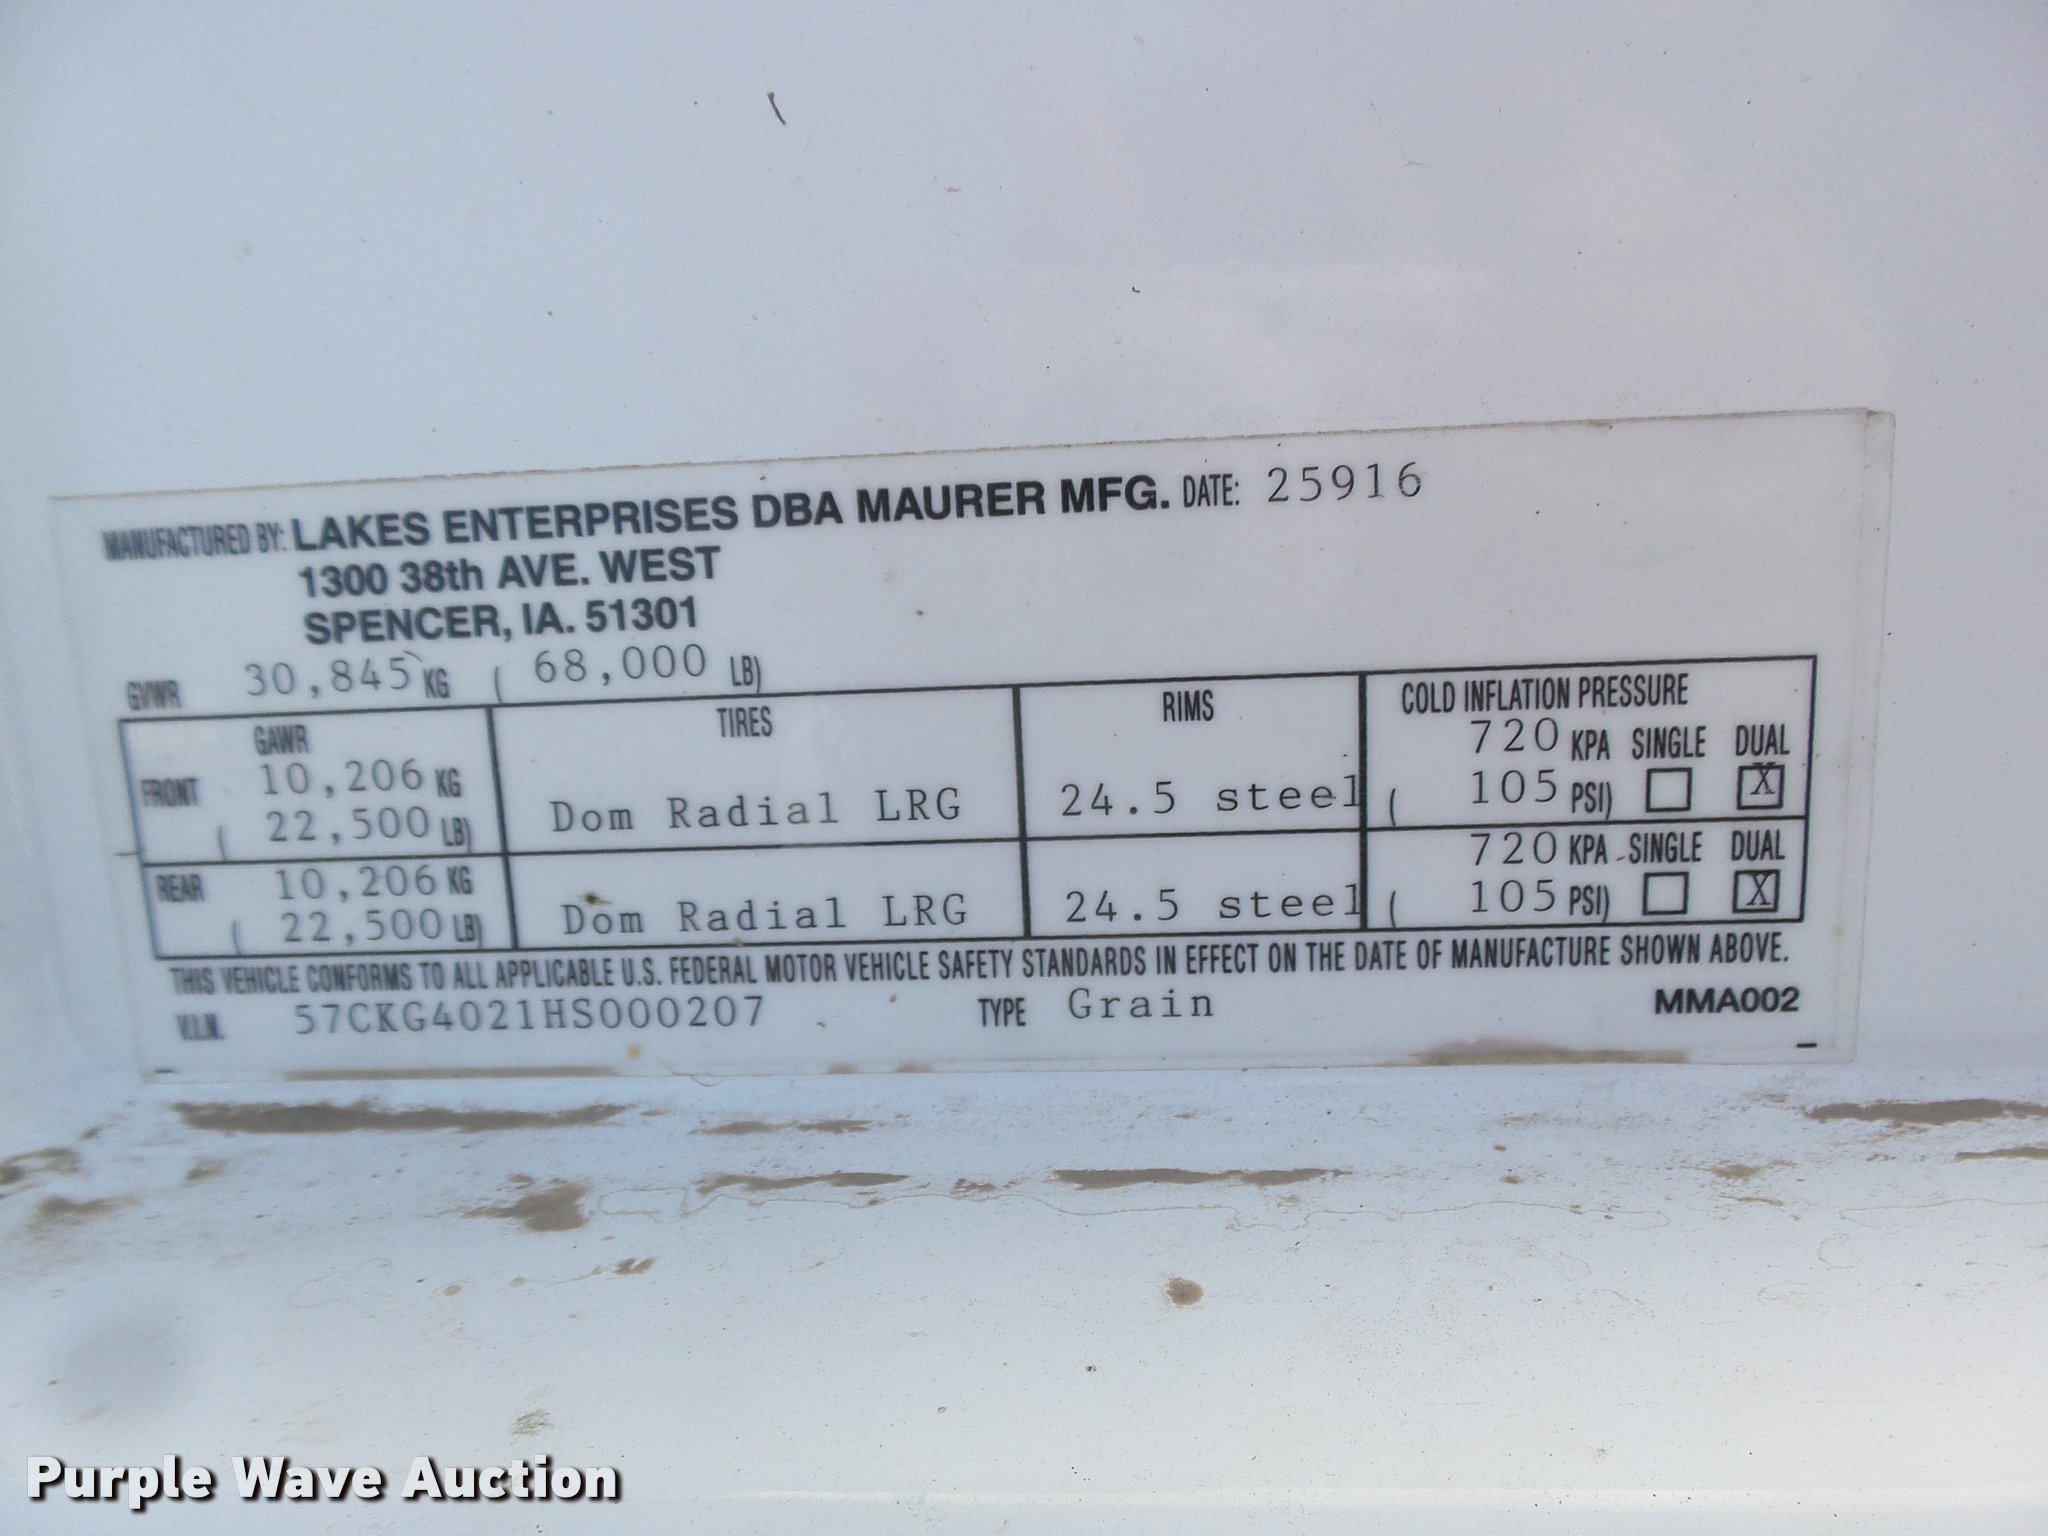 MANUFACTURED BY: LAKES ENTERPRISES DBA MAURER MFG. DATE: 25916
1300 38th AVE. WEST
SPENCER, IA. 51301
GVWR 30,845 KG ( 68,000 LB)
GAWR TIRES RIMS COLD INFLATION PRESSURE
FRONT 10,206 KG ( 22,500 LB) Dom Radial LRG 24.5 steel 720 KPA ( 105 PSI) SINGLE DUAL X
REAR 10,206 KG ( 22,500 LB) Dom Radial LRG 24.5 steel 720 KPA ( 105 PSI) SINGLE DUAL X
THIS VEHICLE CONFORMS TO ALL APPLICABLE U.S. FEDERAL MOTOR VEHICLE SAFETY STANDARDS IN EFFECT ON THE DATE OF MANUFACTURE SHOWN ABOVE.
V.I.N. 57CKG4021HS000207 TYPE Grain MMA002
Purple Wave Auction